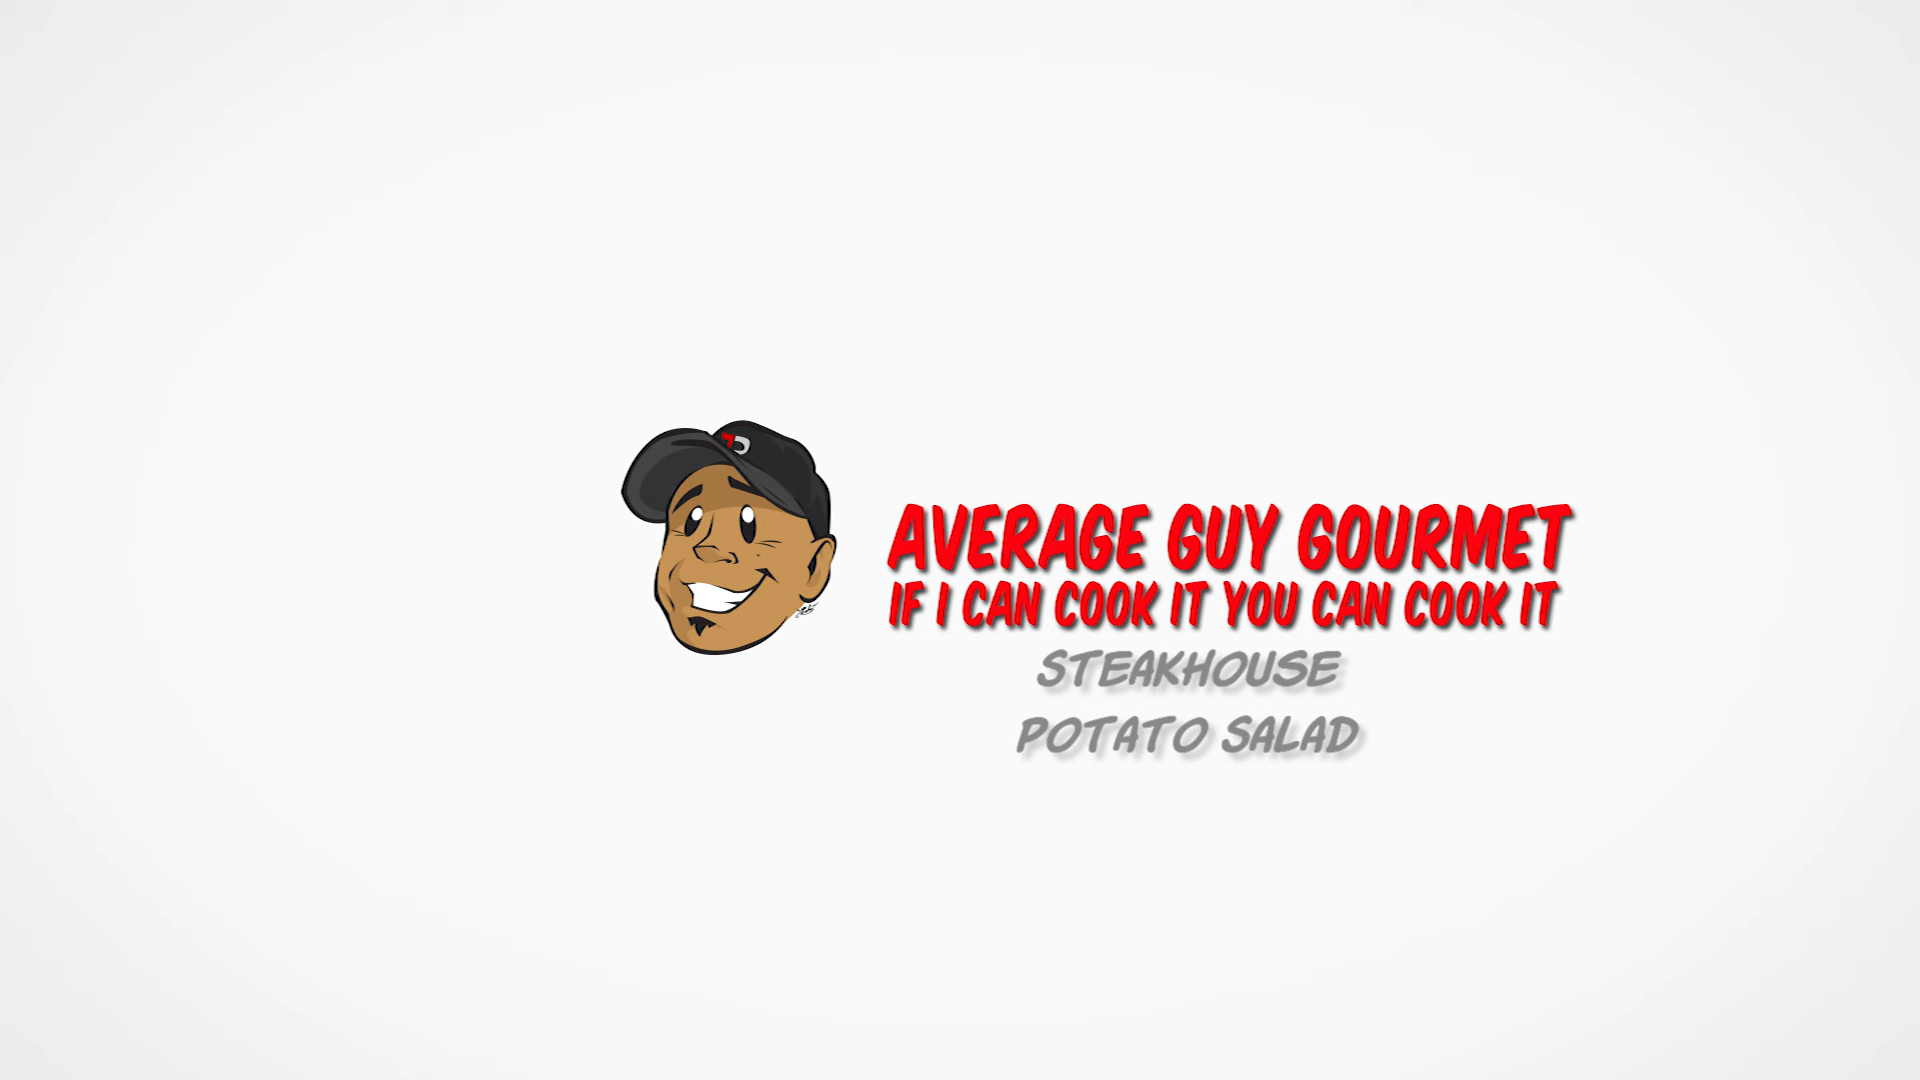 AVERAGE GUY GOURMET
IF I CAN COOK IT YOU CAN COOK IT
STEAKHOUSE
POTATO SALAD